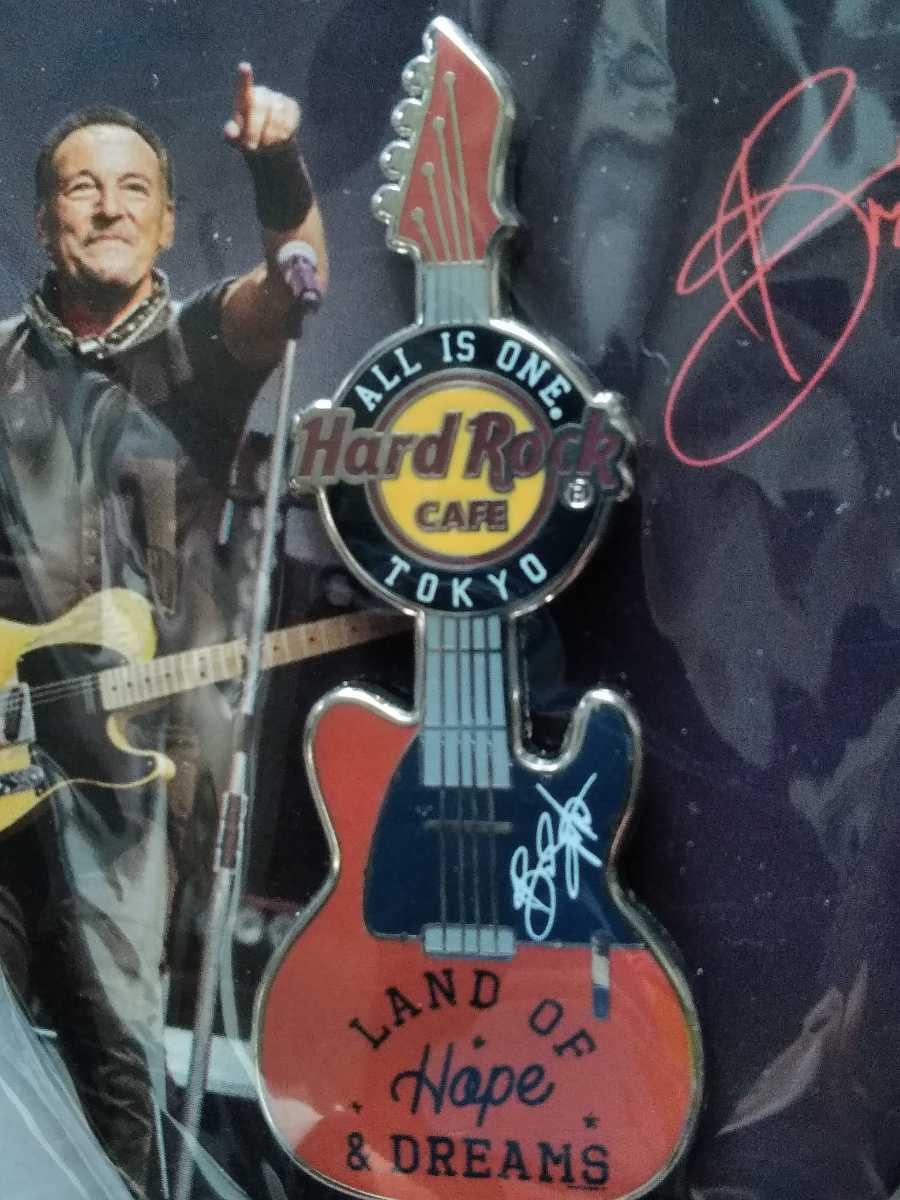 ALL IS ONE.
Hard Rock
®
CAFE
TOKYO
LAND OF
Hope
& DREAMS